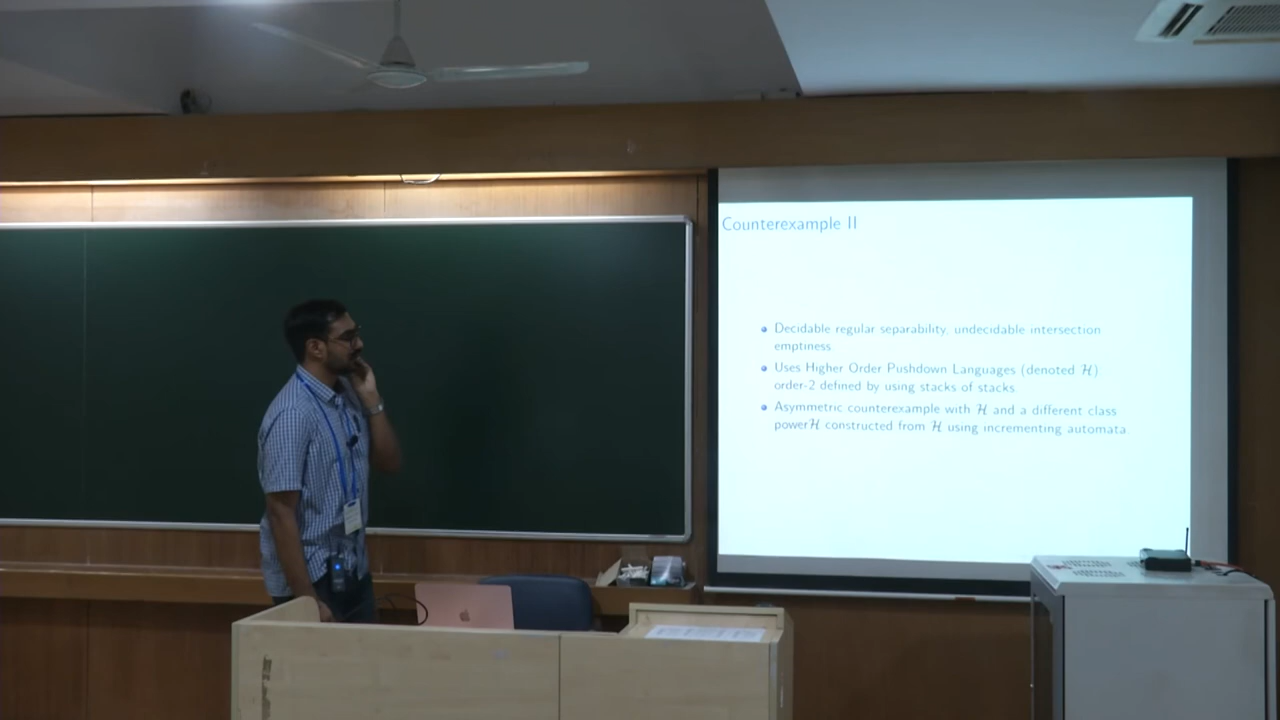 Counterexample II
Decidable regular separability, undecidable intersection
emptiness
Uses Higher Order Pushdown Languages (denoted ℋ)
order-2 defined by using stacks of stacks
Asymmetric counterexample with ℋ and a different class
powerℋ constructed from ℋ using incrementing automata.